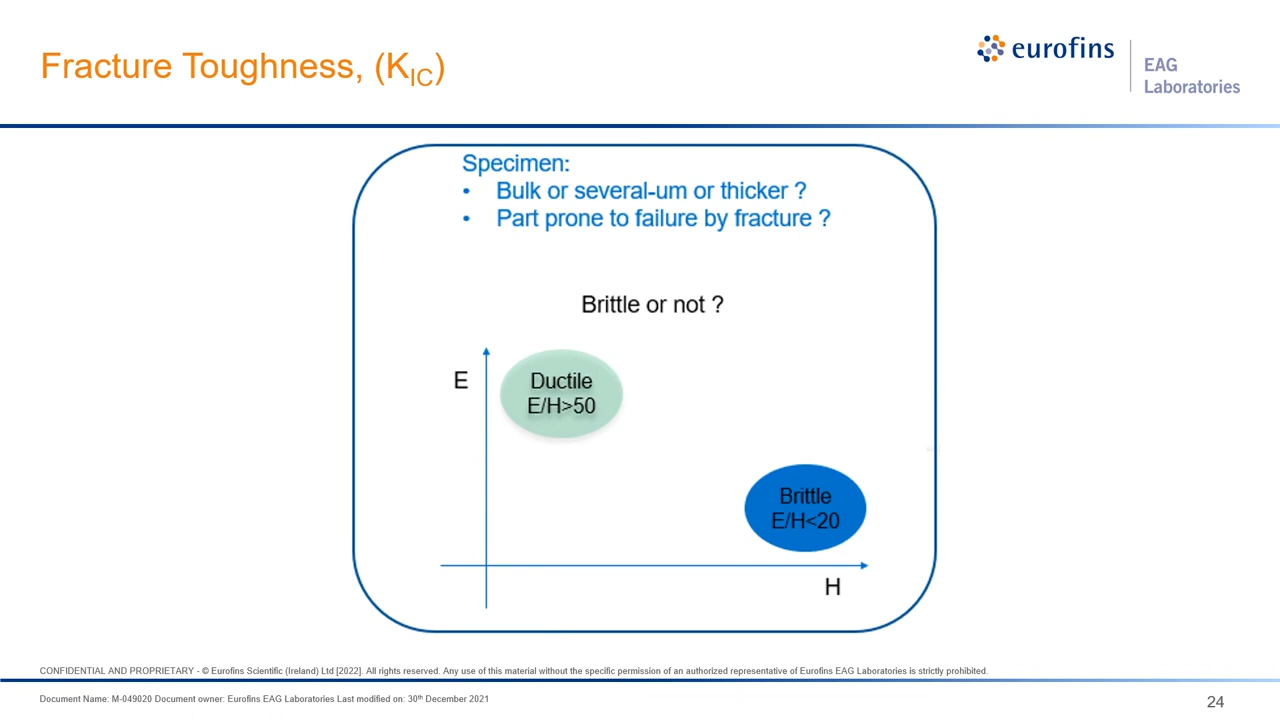 Fracture Toughness, (KIC)
eurofins
EAG
Laboratories
Specimen:
• Bulk or several-um or thicker ?
• Part prone to failure by fracture ?
Brittle or not ?
E
Ductile
E/H>50
Brittle
E/H<20
H
CONFIDENTIAL AND PROPRIETARY - © Eurofins Scientific (Ireland) Ltd [2022]. All rights reserved. Any use of this material without the specific permission of an authorized representative of Eurofins EAG Laboratories is strictly prohibited.
Document Name: M-049020 Document owner: Eurofins EAG Laboratories Last modified on: 30th December 2021
24